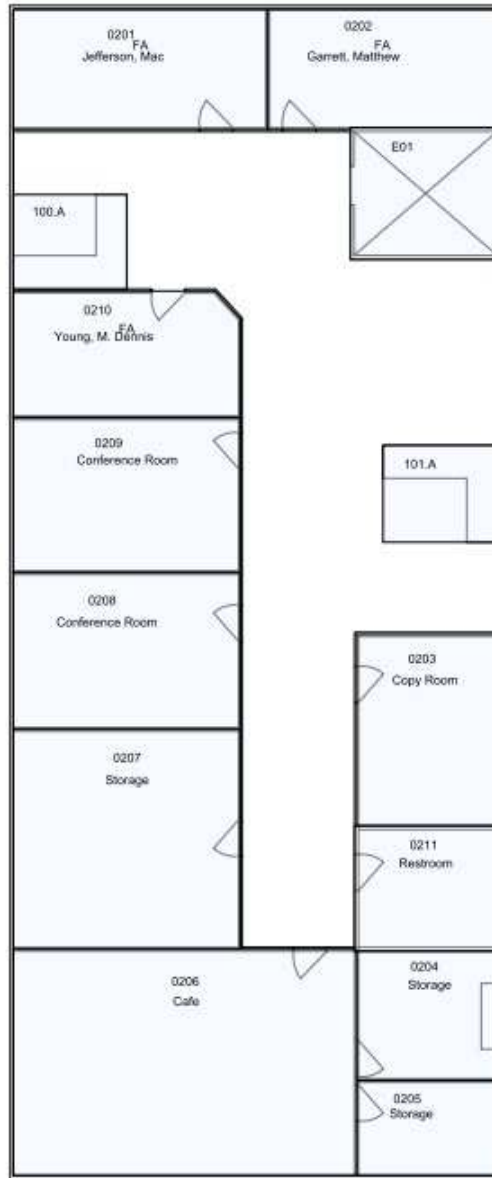 0201
FA
Jefferson, Mac
0202
FA
Garrett, Matthew
E01
100.A
0210
FA
Young, M. Dennis
0209
Conference Room
101.A
0208
Conference Room
0203
Copy Room
0207
Storage
0211
Restroom
0206
Cafe
0204
Storage
0205
Storage